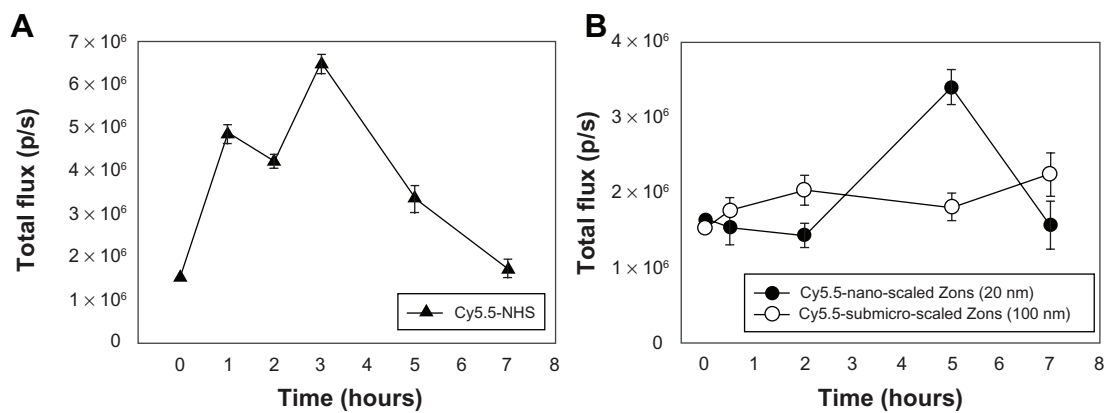 A
7 × 10⁶
6 × 10⁶
5 × 10⁶
4 × 10⁶
3 × 10⁶
2 × 10⁶
1 × 10⁶
0
Total flux (p/s)
0 1 2 3 5 6 7 8
Time (hours)
Cy5.5-NHS
B
4 × 10⁶
3 × 10⁶
2 × 10⁶
1 × 10⁶
0
Total flux (p/s)
0 1 2 3 5 6 7 8
Time (hours)
Cy5.5-nano-scaled Zons (20 nm)
Cy5.5-submicro-scaled Zons (100 nm)